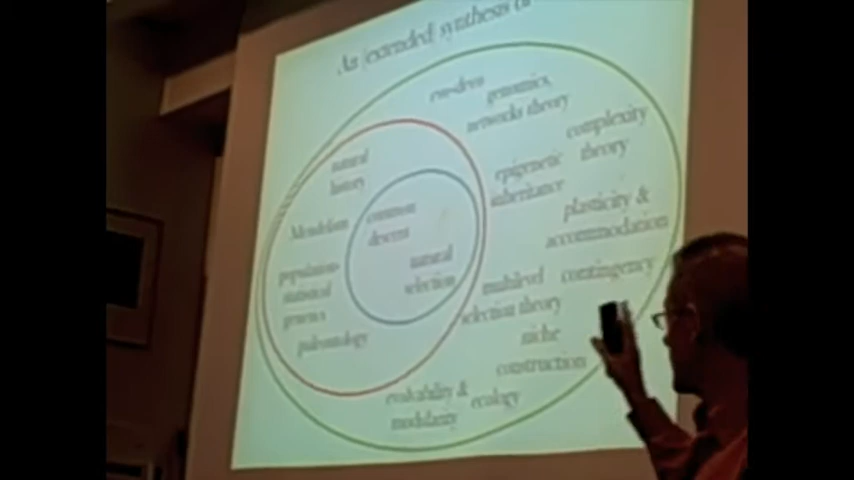 An [extended] synthesis of
evo-devo
genomics,
networks theory
complexity
theory
natural
history
epigenetic
inheritance
common
descent
plasticity &
accommodation
Mendelism
natural
selection
population-
statistical
genetics
multilevel
selection theory
contingency
paleontology
niche
construction
evolvability &
modularity
ecology